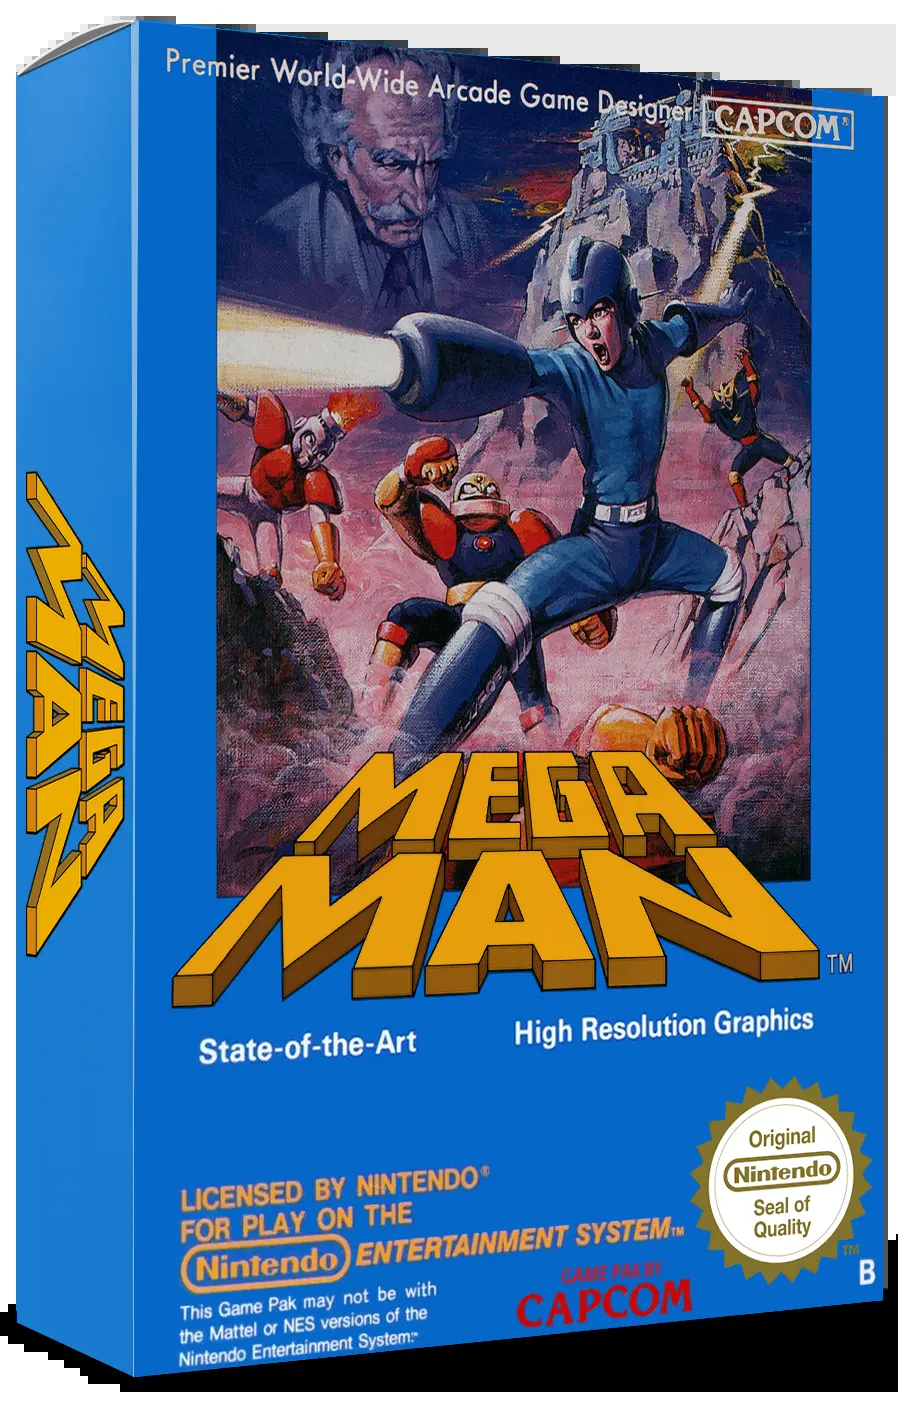 Premier World-Wide Arcade Game Designer
CAPCOM®
MEGA
MAN
MEGA
MAN™
State-of-the-Art
High Resolution Graphics
Original
Nintendo
Seal of
Quality
™
LICENSED BY NINTENDO®
FOR PLAY ON THE
Nintendo ENTERTAINMENT SYSTEM™
This Game Pak may not be with
the Mattel or NES versions of the
Nintendo Entertainment System.™
GAME PAK BY
CAPCOM
B